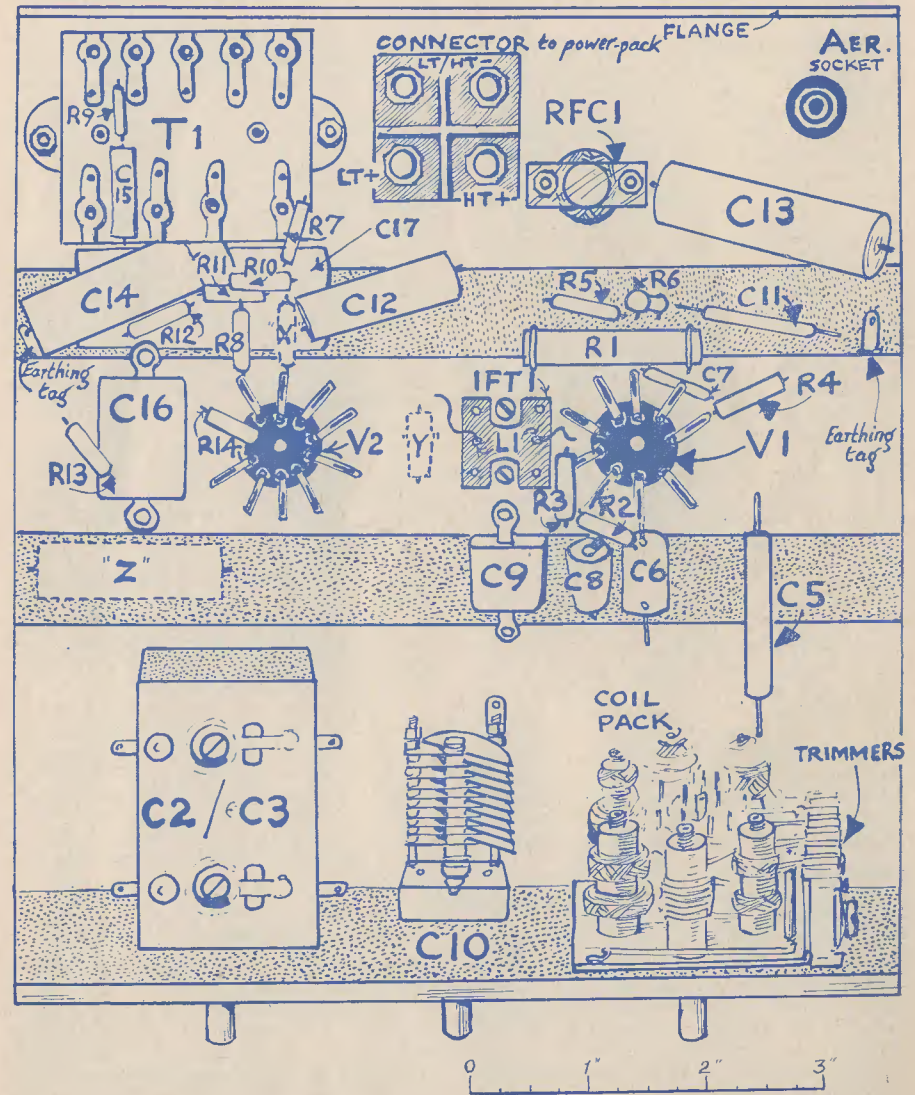 FLANGE
CONNECTOR to power-pack
LT/HT-
AER.
SOCKET
R9
T1
RFC1
C
15
LT+
HT+
C13
R7
C17
R11
R10
C14
C12
R5
R6
C11
R12
R8
"X"
R1
Earthing
tag
C16
IFT1
C7
R4
R14
V2
"Y"
L1
V1
Earthing
tag
R13
R3
R2
"Z"
C9
C8
C6
C5
COIL
PACK
TRIMMERS
C2/C3
C10
0 1" 2" 3"